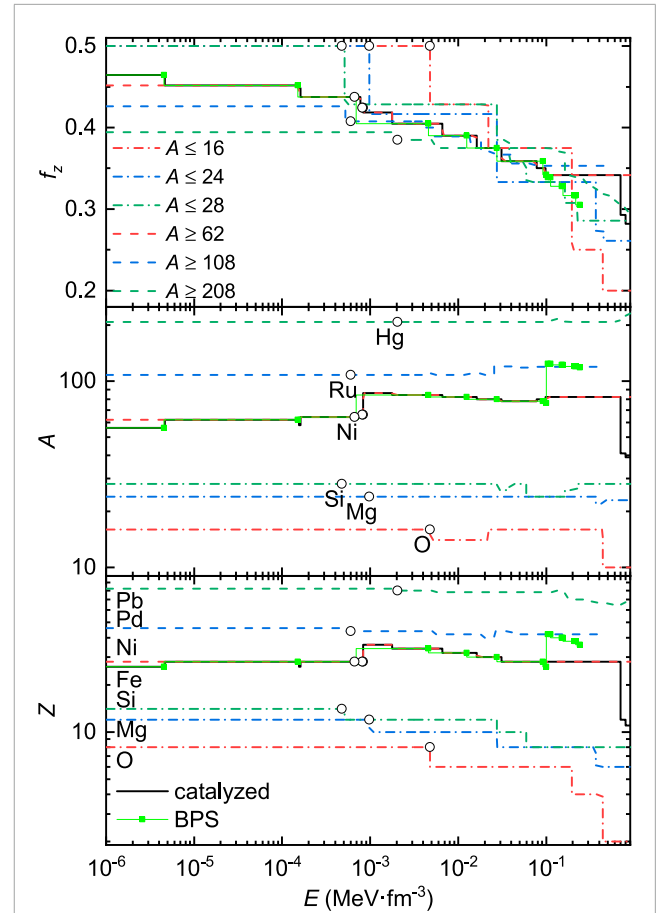 0.5
0.4
0.3
0.2
f_z
A ≤ 16
A ≤ 24
A ≤ 28
A ≥ 62
A ≥ 108
A ≥ 208
100
10
A
Hg
Ru
Ni
Si
Mg
O
Pb
Pd
Ni
Fe
Si
Mg
O
10
Z
catalyzed
BPS
10⁻⁶ 10⁻⁵ 10⁻⁴ 10⁻³ 10⁻² 10⁻¹
E (MeV·fm⁻³)